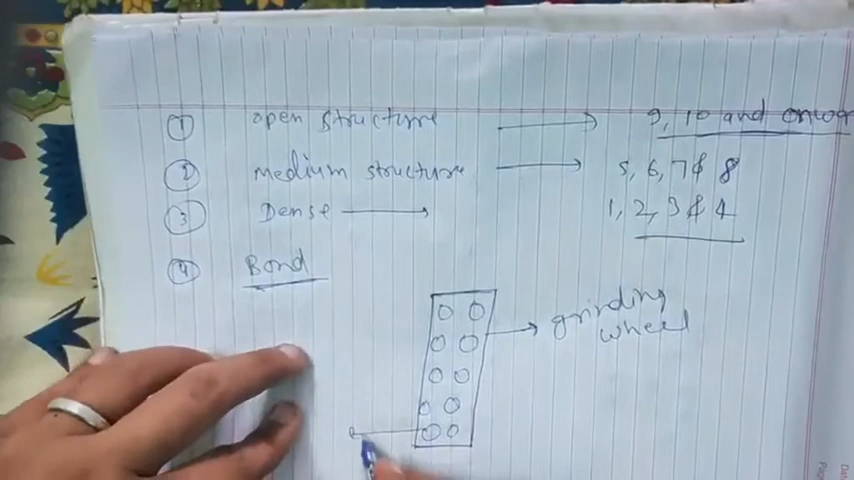 ① open structure → 9, 10 and onwor
② Medium structure → 5, 6, 7 & 8
③ Dense → 1, 2, 3 & 4
④ Bond
grinding
wheel